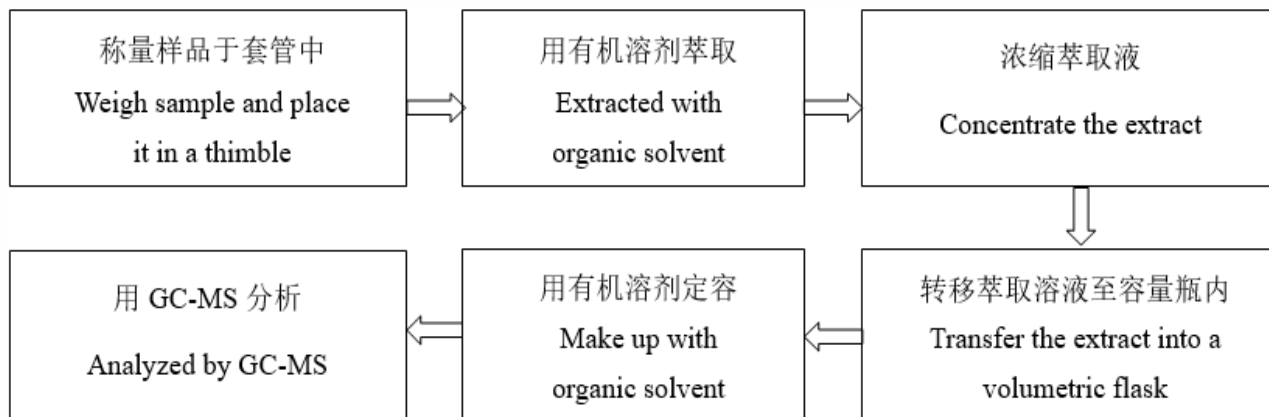 称量样品于套管中
Weigh sample and place
it in a thimble
用有机溶剂萃取
Extracted with
organic solvent
浓缩萃取液
Concentrate the extract
转移萃取溶液至容量瓶内
Transfer the extract into a
volumetric flask
用有机溶剂定容
Make up with
organic solvent
用 GC-MS 分析
Analyzed by GC-MS